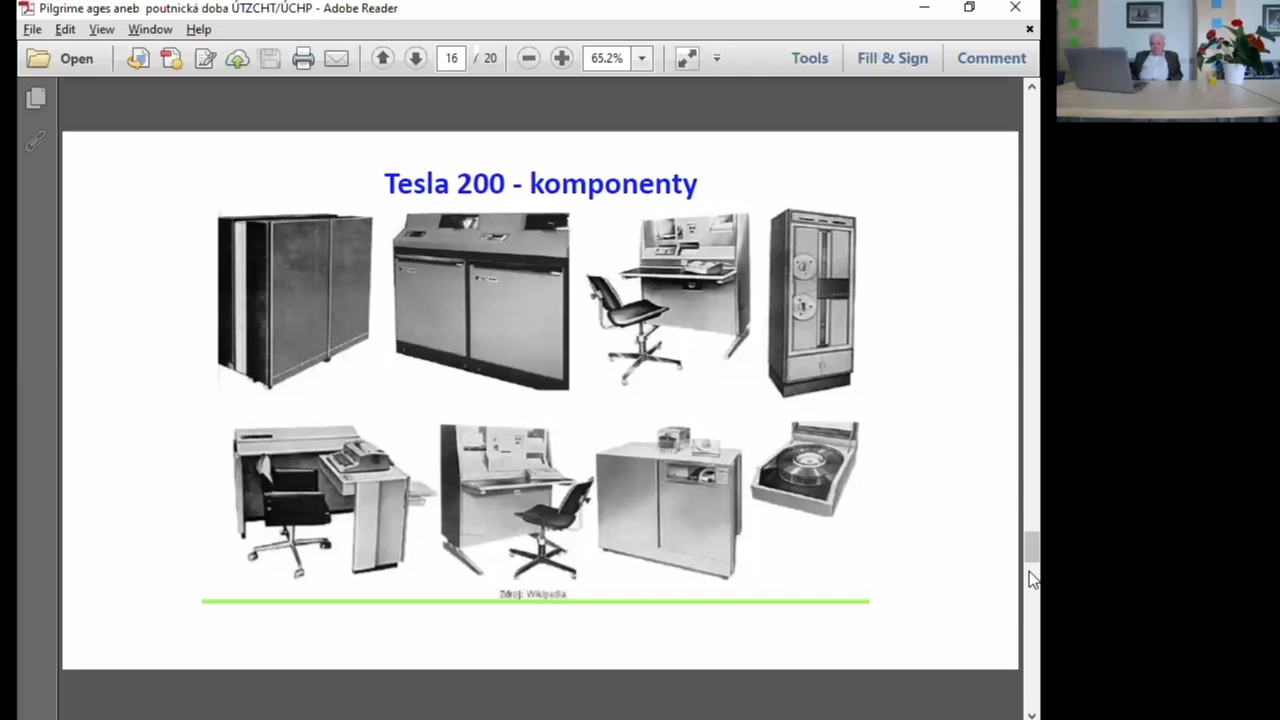 Pilgrime ages aneb poutnická doba ÚTZCHT/ÚCHP - Adobe Reader
File Edit View Window Help
Open 16 / 20 65.2% Tools Fill & Sign Comment
Tesla 200 - komponenty
Zdroj: Wikipedia